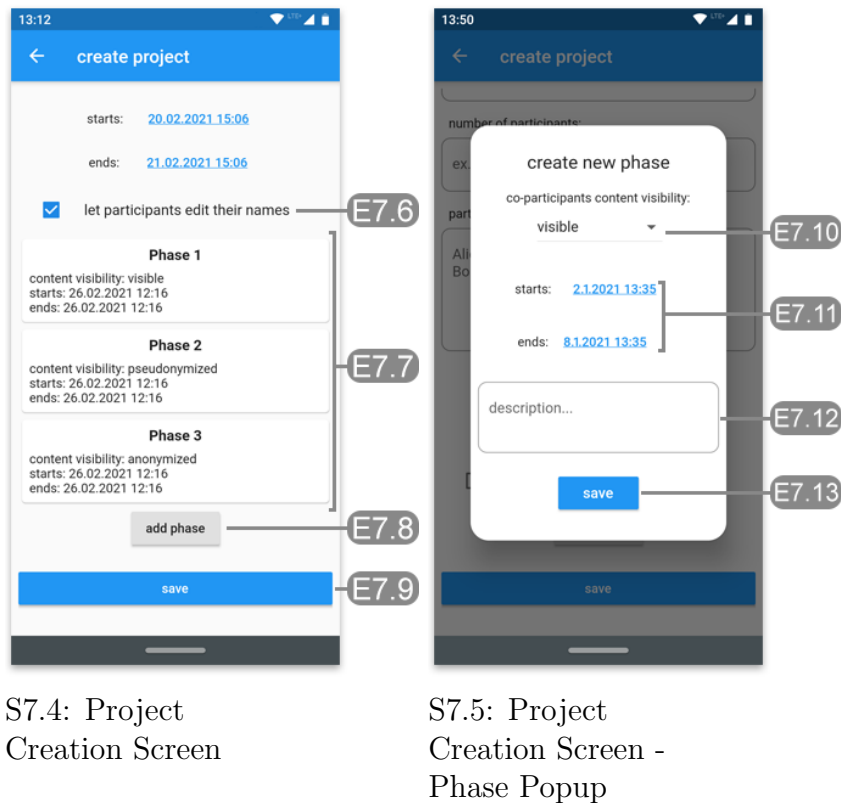 13:12
LTE+
create project
starts: 20.02.2021 15:06
ends: 21.02.2021 15:06
let participants edit their names
E7.6
Phase 1
content visibility: visible
starts: 26.02.2021 12:16
ends: 26.02.2021 12:16
Phase 2
content visibility: pseudonymized
starts: 26.02.2021 12:16
ends: 26.02.2021 12:16
E7.7
Phase 3
content visibility: anonymized
starts: 26.02.2021 12:16
ends: 26.02.2021 12:16
add phase
E7.8
save
E7.9
S7.4: Project
Creation Screen
13:50
LTE+
create project
number of participants:
ex.
part
Ali
Bo
create new phase
co-participants content visibility:
visible
E7.10
starts: 2.1.2021 13:35
E7.11
ends: 8.1.2021 13:35
description...
E7.12
save
E7.13
save
S7.5: Project
Creation Screen -
Phase Popup